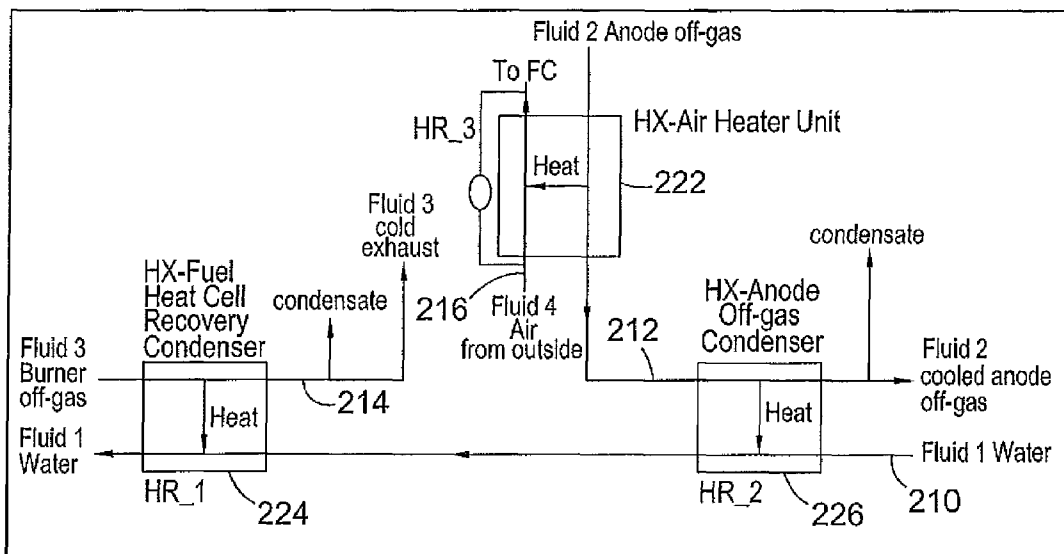 Fluid 2 Anode off-gas
To FC
HR_3
HX-Air Heater Unit
Heat
222
Fluid 3
cold
exhaust
condensate
216
Fluid 4
Air
from outside
HX-Fuel
Heat Cell
Recovery
Condenser
condensate
HX-Anode
Off-gas
Condenser
212
Fluid 3
Burner
off-gas
214
Fluid 2
cooled anode
off-gas
Heat
Heat
Fluid 1
Water
Fluid 1 Water
HR_1
224
HR_2
226
210